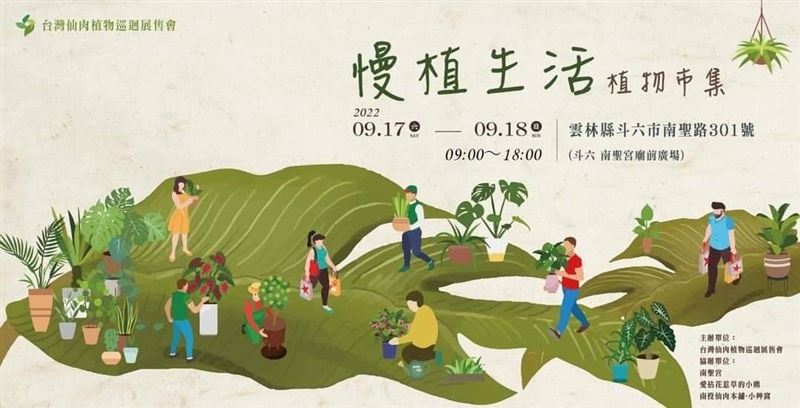 台灣仙肉植物巡迴展售會
慢植生活 植物市集
2022
09.17 六 SAT — 09.18 日 SUN
09:00～18:00
雲林縣斗六市南聖路301號
(斗六 南聖宮廟前廣場)
主辦單位：
台灣仙肉植物巡迴展售會
協辦單位：
南聖宮
愛拈花惹草的小熊
南投仙肉本舖·小艸窩